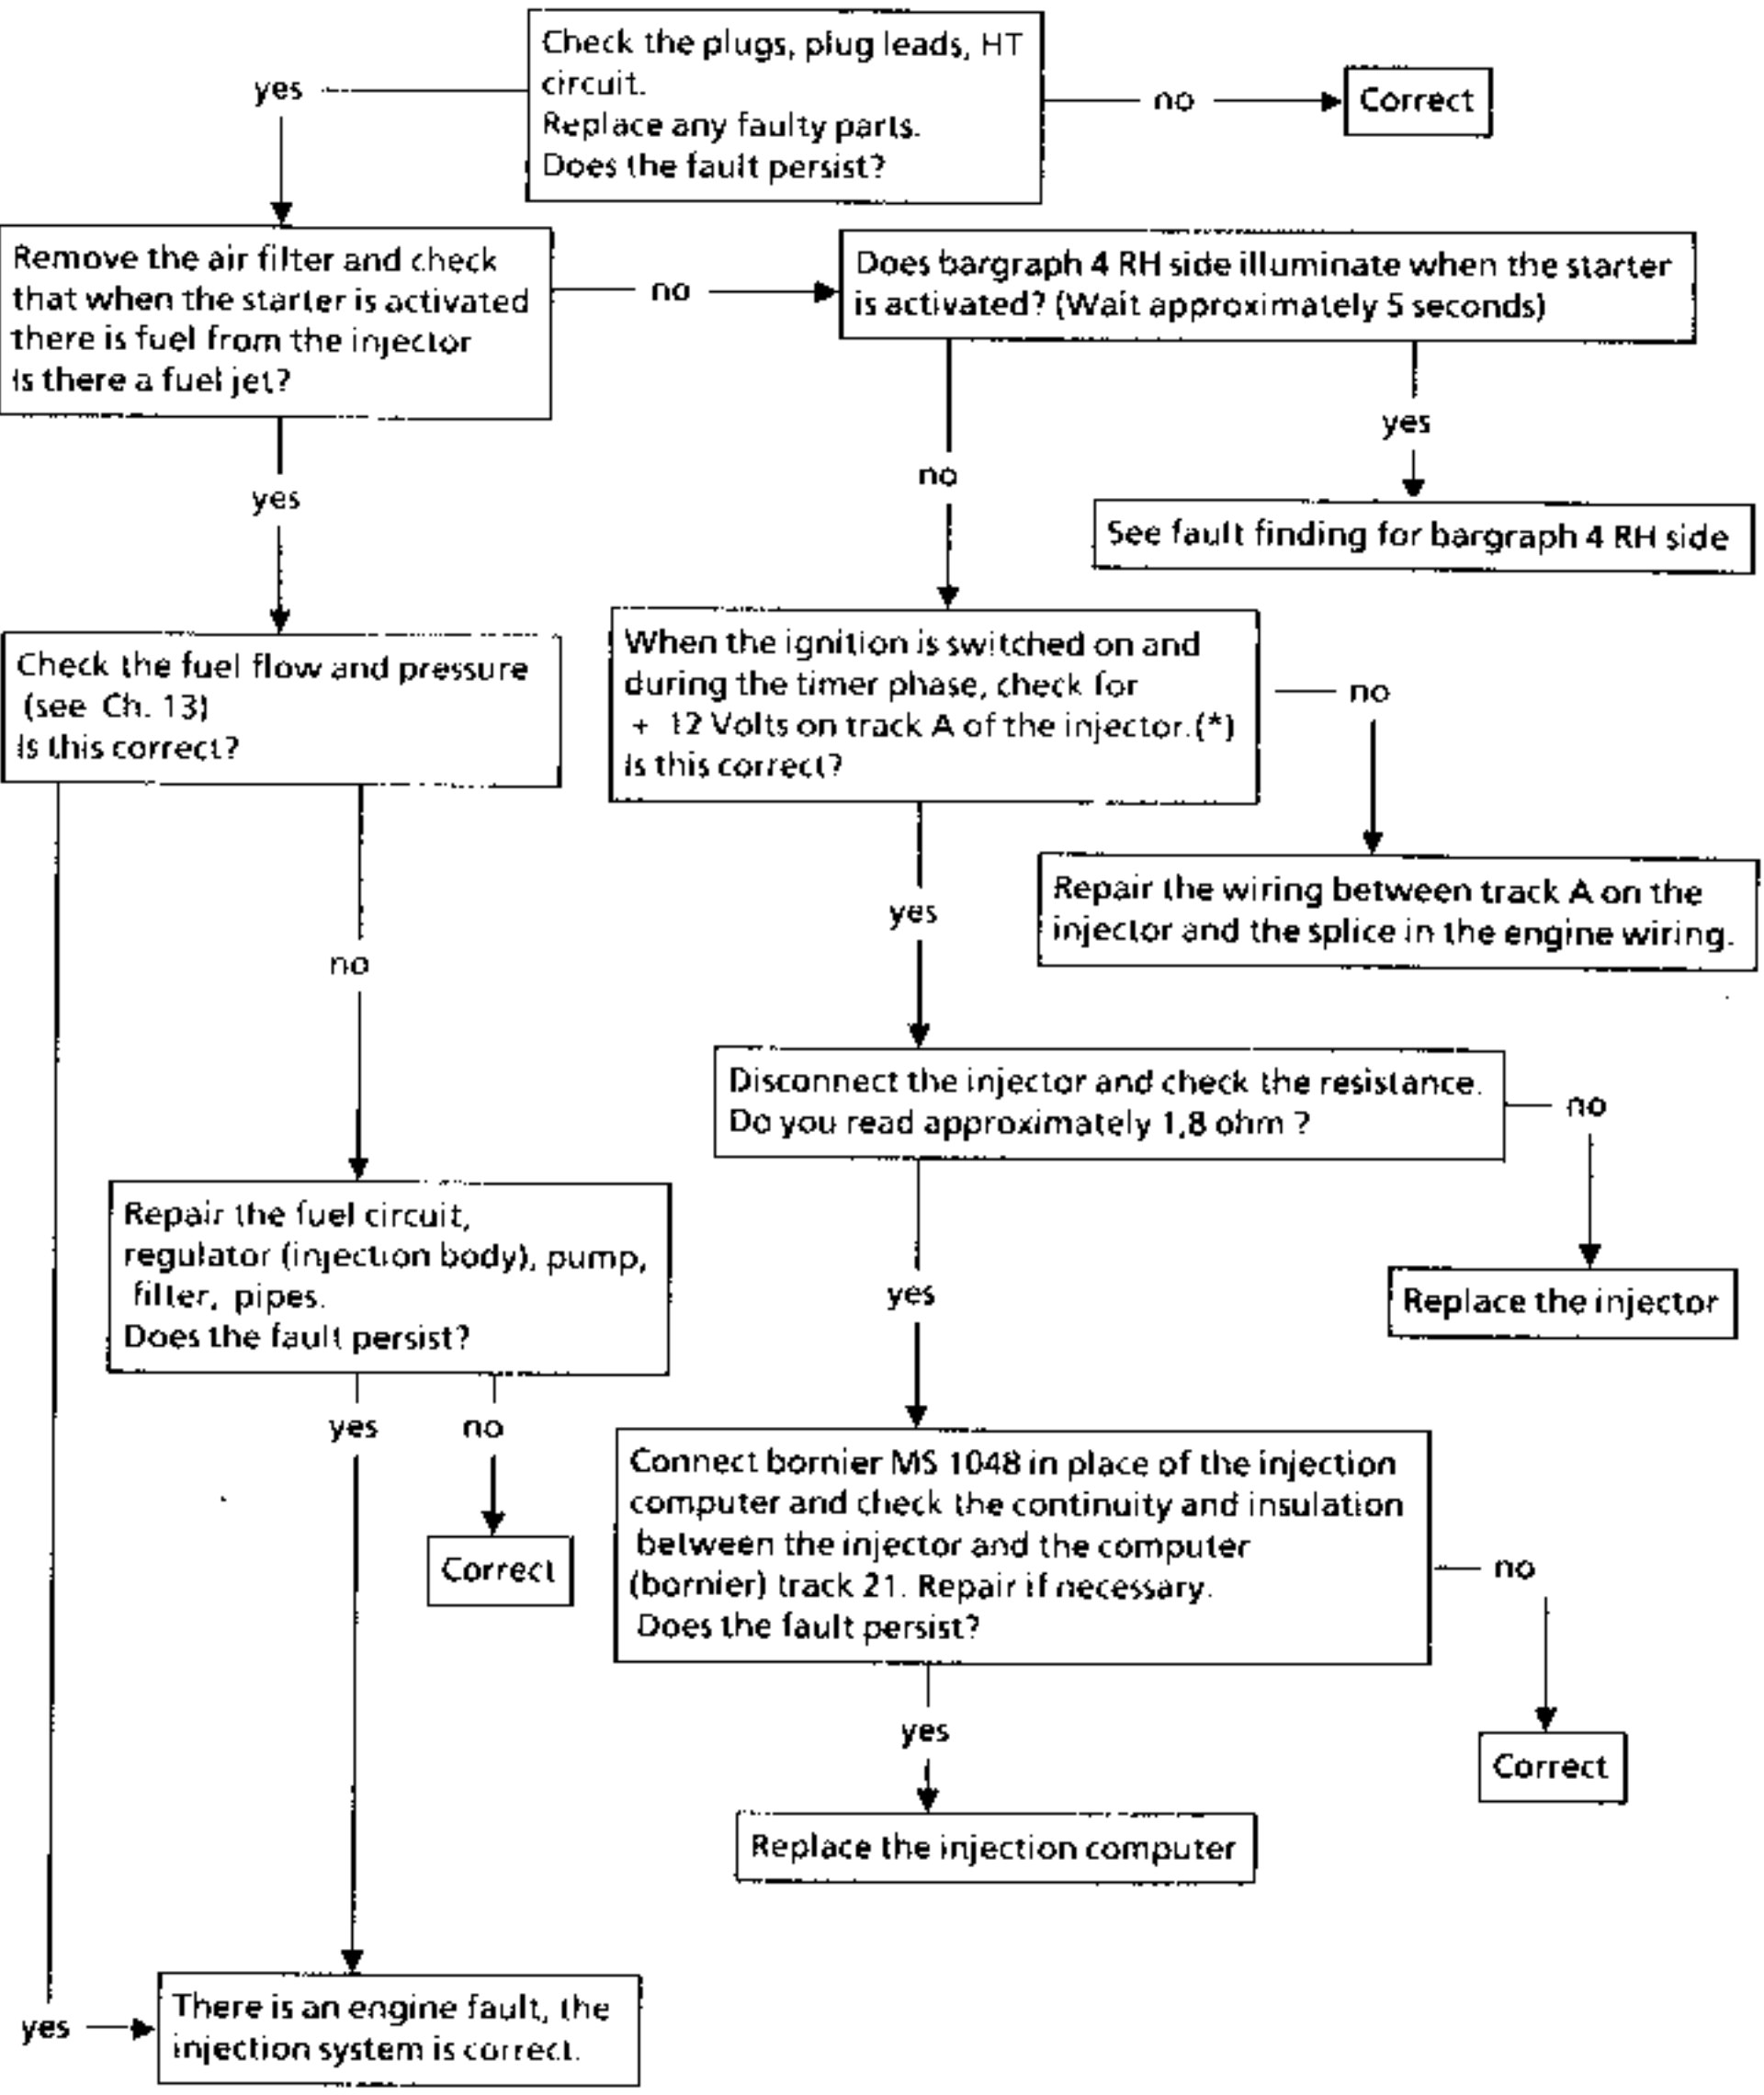 Check the plugs, plug leads, HT
circuit.
Replace any faulty parts.
Does the fault persist?
yes
no
Correct
Remove the air filter and check
that when the starter is activated
there is fuel from the injector
Is there a fuel jet?
no
Does bargraph 4 RH side illuminate when the starter
is activated? (Wait approximately 5 seconds)
yes
no
yes
See fault finding for bargraph 4 RH side
Check the fuel flow and pressure
(see Ch. 13)
Is this correct?
When the ignition is switched on and
during the timer phase, check for
+ 12 Volts on track A of the injector.(*)
Is this correct?
no
Repair the wiring between track A on the
injector and the splice in the engine wiring.
yes
no
Disconnect the injector and check the resistance.
Do you read approximately 1,8 ohm ?
no
Replace the injector
Repair the fuel circuit,
regulator (injection body), pump,
filter, pipes.
Does the fault persist?
yes
yes
no
Correct
Connect bornier MS 1048 in place of the injection
computer and check the continuity and insulation
between the injector and the computer
(bornier) track 21. Repair if necessary.
Does the fault persist?
no
Correct
yes
Replace the injection computer
yes
There is an engine fault, the
injection system is correct.